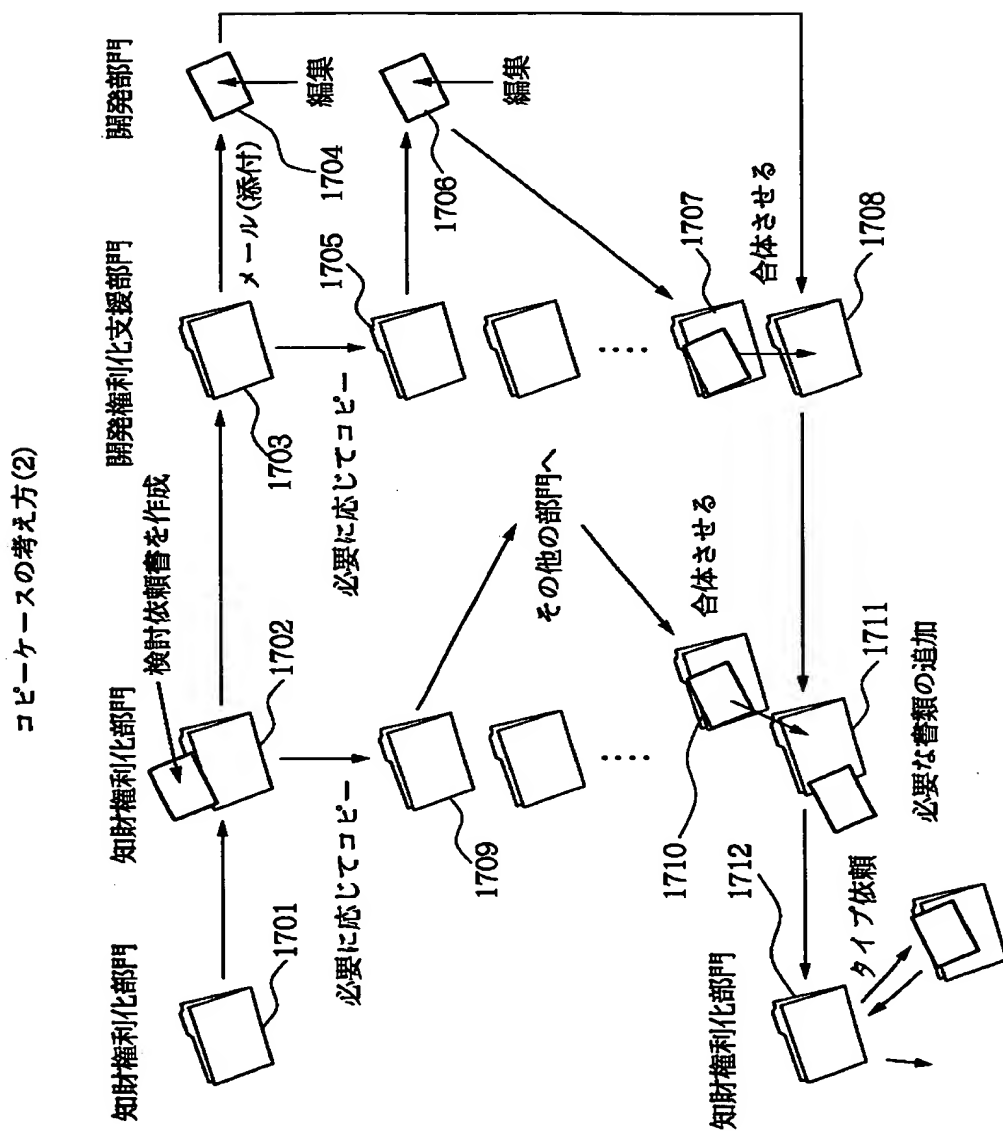 コピーケースの考え方(2)
知財権利化部門
知財権利化部門
開発権利化支援部門
開発部門
検討依頼書を作成
メール(添付)
編集
編集
1701
1702
1703
1704
必要に応じてコピー
必要に応じてコピー
1705
1706
1709
その他の部門へ
1707
合体させる
1708
1710
合体させる
1711
必要な書類の追加
知財権利化部門
1712
タイプ依頼